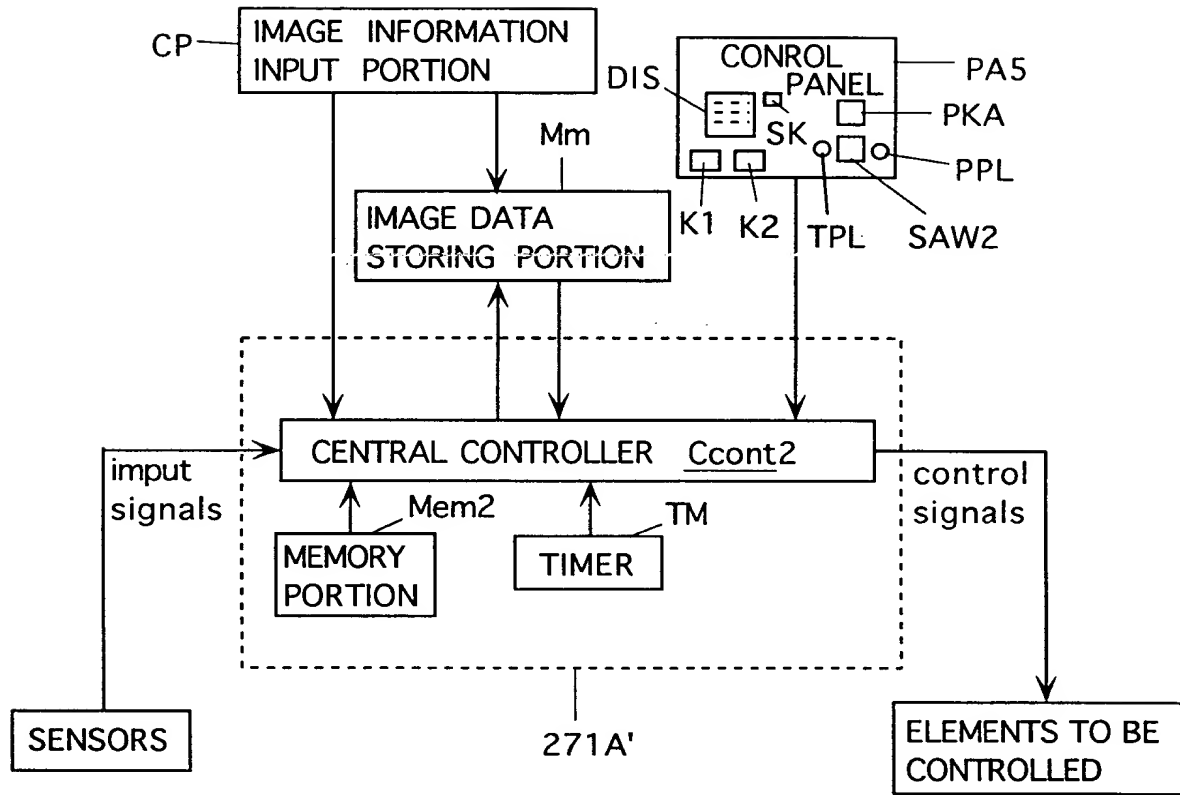 CP
IMAGE INFORMATION
INPUT PORTION
CONROL
PANEL
PA5
DIS
PKA
SK
Mm
PPL
K1
K2
TPL
SAW2
IMAGE DATA
STORING PORTION
CENTRAL CONTROLLER Ccont2
imput
signals
control
signals
Mem2
TM
MEMORY
PORTION
TIMER
SENSORS
271A'
ELEMENTS TO BE
CONTROLLED